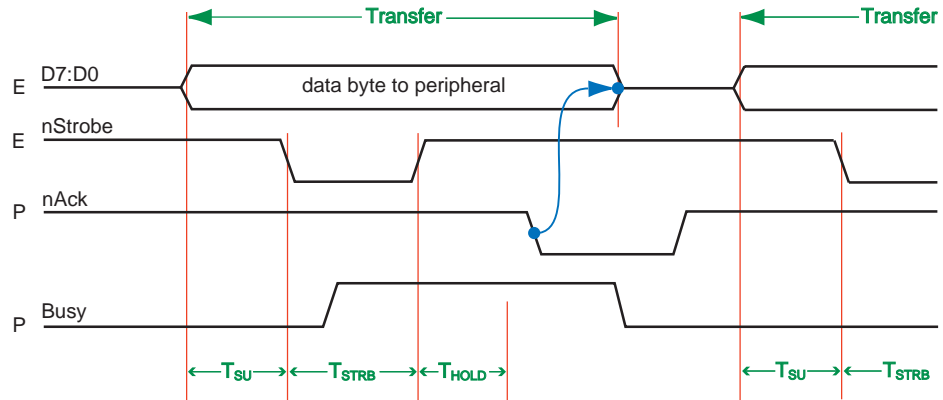 Transfer Transfer
D7:D0
E data byte to peripheral
nStrobe
E
nAck
P
Busy
P
TSU TSTRB THOLD TSU TSTRB